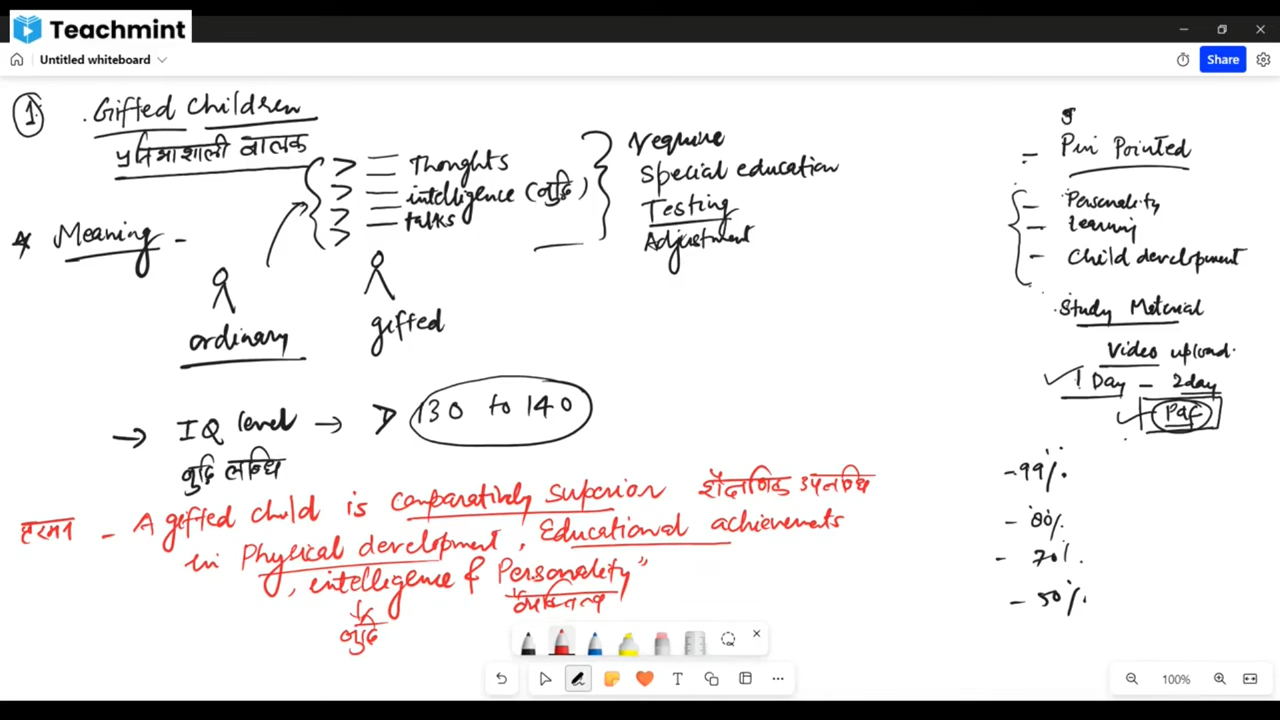 Teachmint
Untitled whiteboard
Share
1. Gifted Children
प्रतिभाशाली बालक
Thoughts
intelligence (बुद्धि)
talks
require
Special education
Testing
Adjustment
* Meaning -
ordinary
gifted
→ IQ level → > 130 to 140
बुद्धि लब्धि
- A gifted child is comparatively superior शैक्षणिक उपलब्धि
in Physical development, Educational achievements
, intelligence & Personality"
बुद्धि
व्यक्तित्व
- Pin Pointed
- Personality
- Learning
- Child development
Study Material
Video upload.
1 Day - 2day
Paf
- 99%.
- 80%.
- 70%.
- 50%.
100%